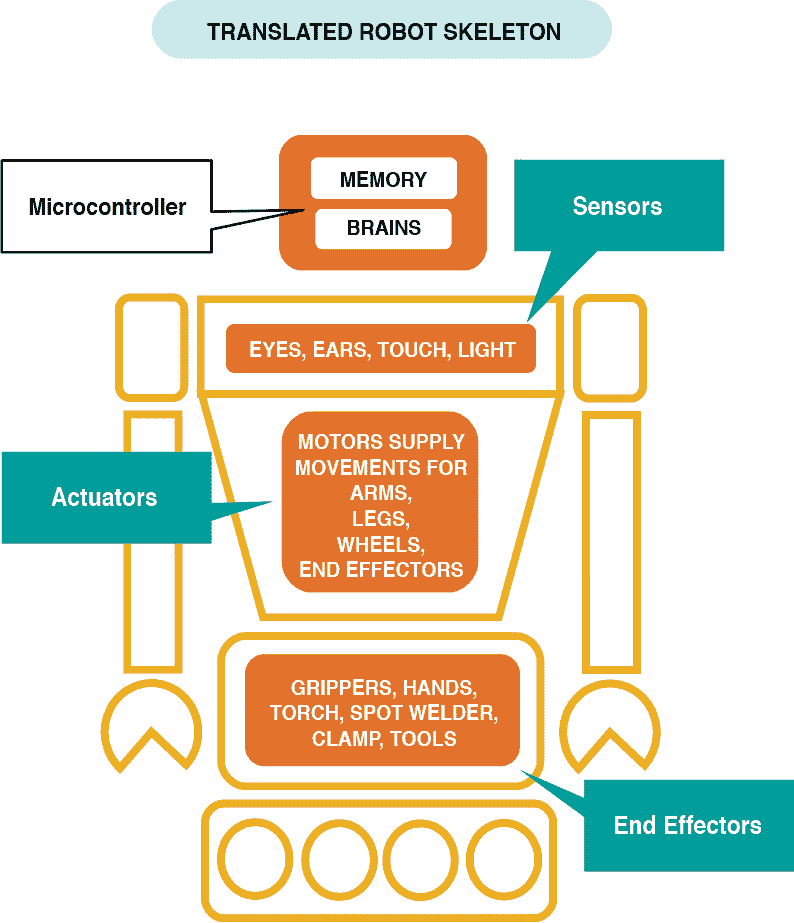 TRANSLATED ROBOT SKELETON
Microcontroller
MEMORY
BRAINS
Sensors
EYES, EARS, TOUCH, LIGHT
Actuators
MOTORS SUPPLY
MOVEMENTS FOR
ARMS,
LEGS,
WHEELS,
END EFFECTORS
GRIPPERS, HANDS,
TORCH, SPOT WELDER,
CLAMP, TOOLS
End Effectors